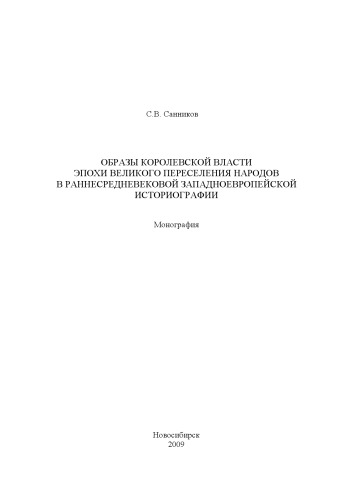 С.В. Санников
ОБРАЗЫ КОРОЛЕВСКОЙ ВЛАСТИ
ЭПОХИ ВЕЛИКОГО ПЕРЕСЕЛЕНИЯ НАРОДОВ
В РАННЕСРЕДНЕВЕКОВОЙ ЗАПАДНОЕВРОПЕЙСКОЙ
ИСТОРИОГРАФИИ
Монография
Новосибирск
2009